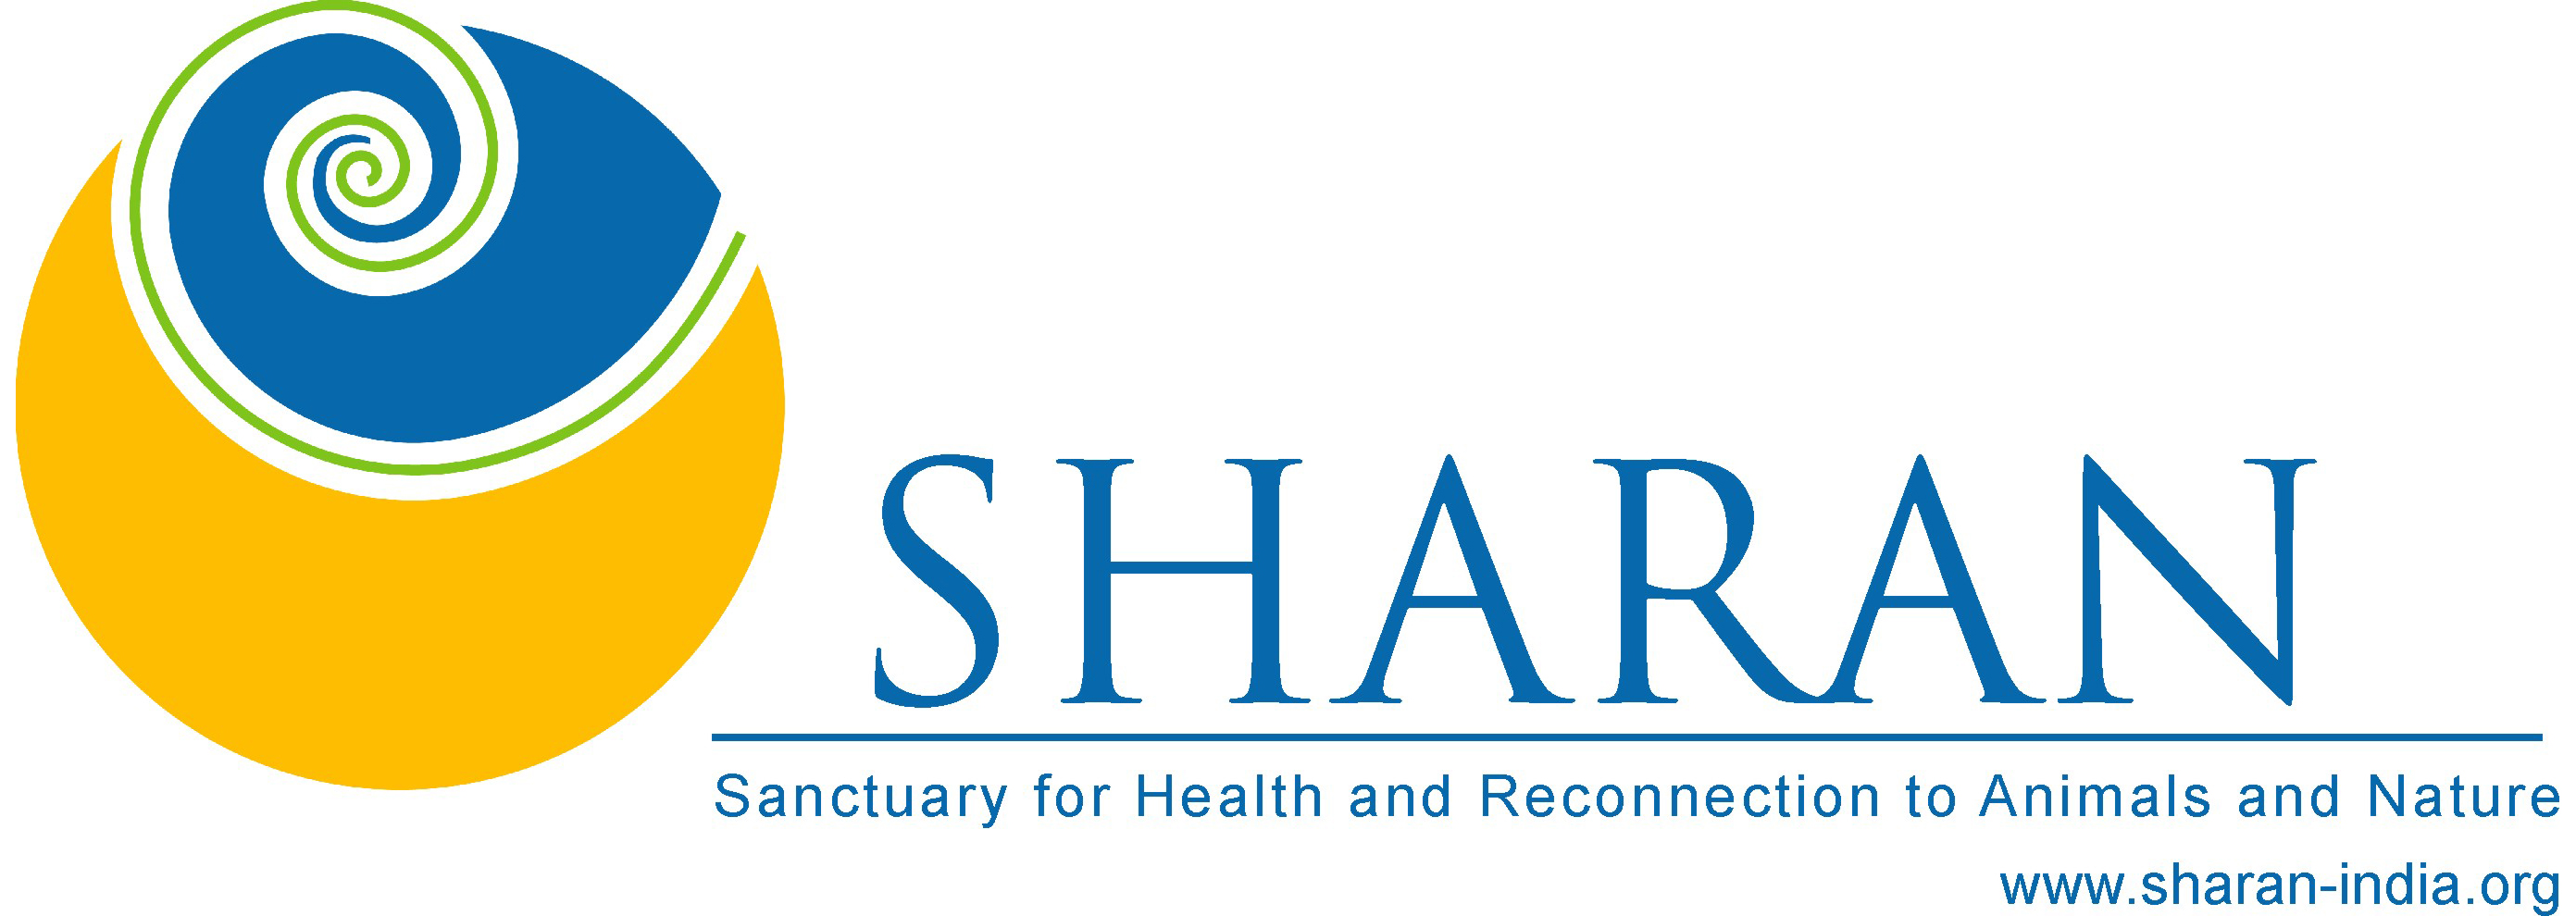 SHARAN
Sanctuary for Health and Reconnection to Animals and Nature
www.sharan-india.org